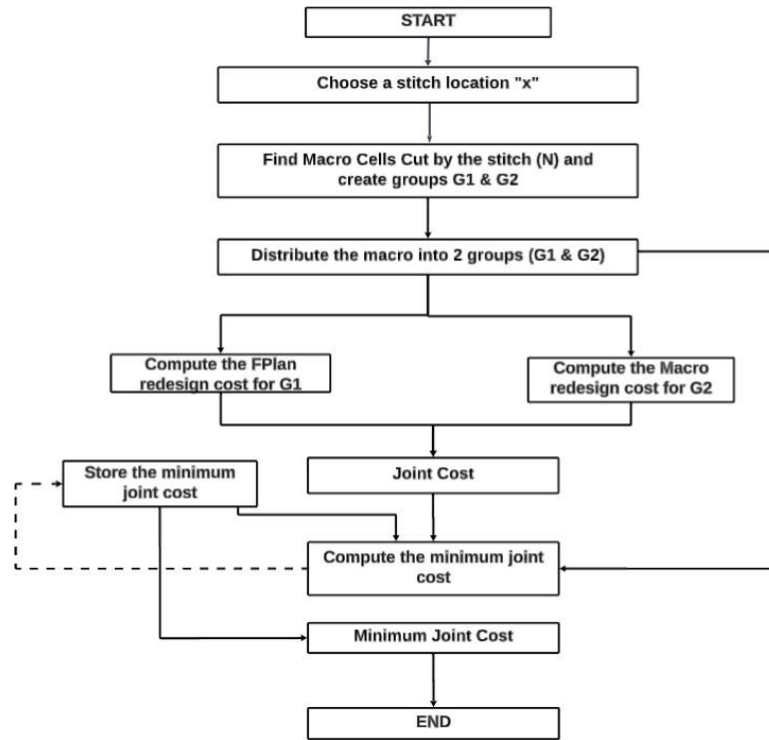 START
Choose a stitch location "x"
Find Macro Cells Cut by the stitch (N) and
create groups G1 & G2
Distribute the macro into 2 groups (G1 & G2)
Compute the FPlan
redesign cost for G1
Compute the Macro
redesign cost for G2
Store the minimum
joint cost
Joint Cost
Compute the minimum joint
cost
Minimum Joint Cost
END